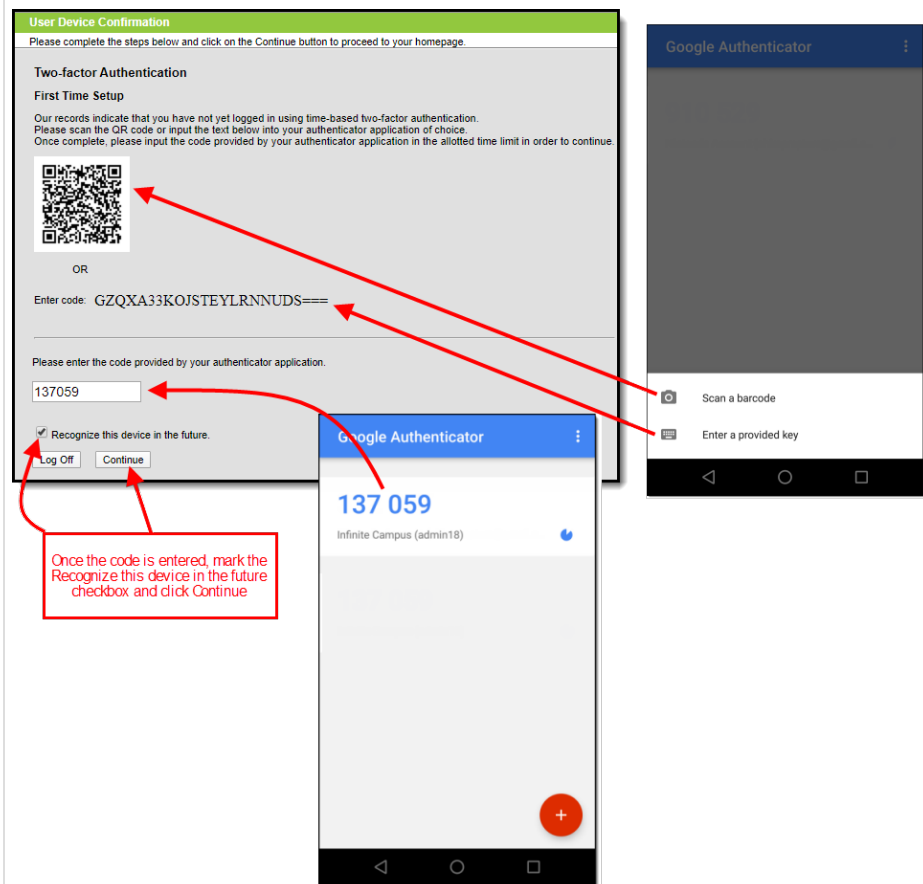 User Device Confirmation
Please complete the steps below and click on the Continue button to proceed to your homepage.
Two-factor Authentication
First Time Setup
Our records indicate that you have not yet logged in using time-based two-factor authentication.
Please scan the QR code or input the text below into your authenticator application of choice.
Once complete, please input the code provided by your authenticator application in the allotted time limit in order to continue.
OR
Enter code: GZQXA33KOJSTEYLRNNUDS===
Please enter the code provided by your authenticator application.
137059
Recognize this device in the future.
Log Off Continue
Once the code is entered, mark the
Recognize this device in the future
checkbox and click Continue
Google Authenticator
137 059
Infinite Campus (admin18)
Google Authenticator
Scan a barcode
Enter a provided key